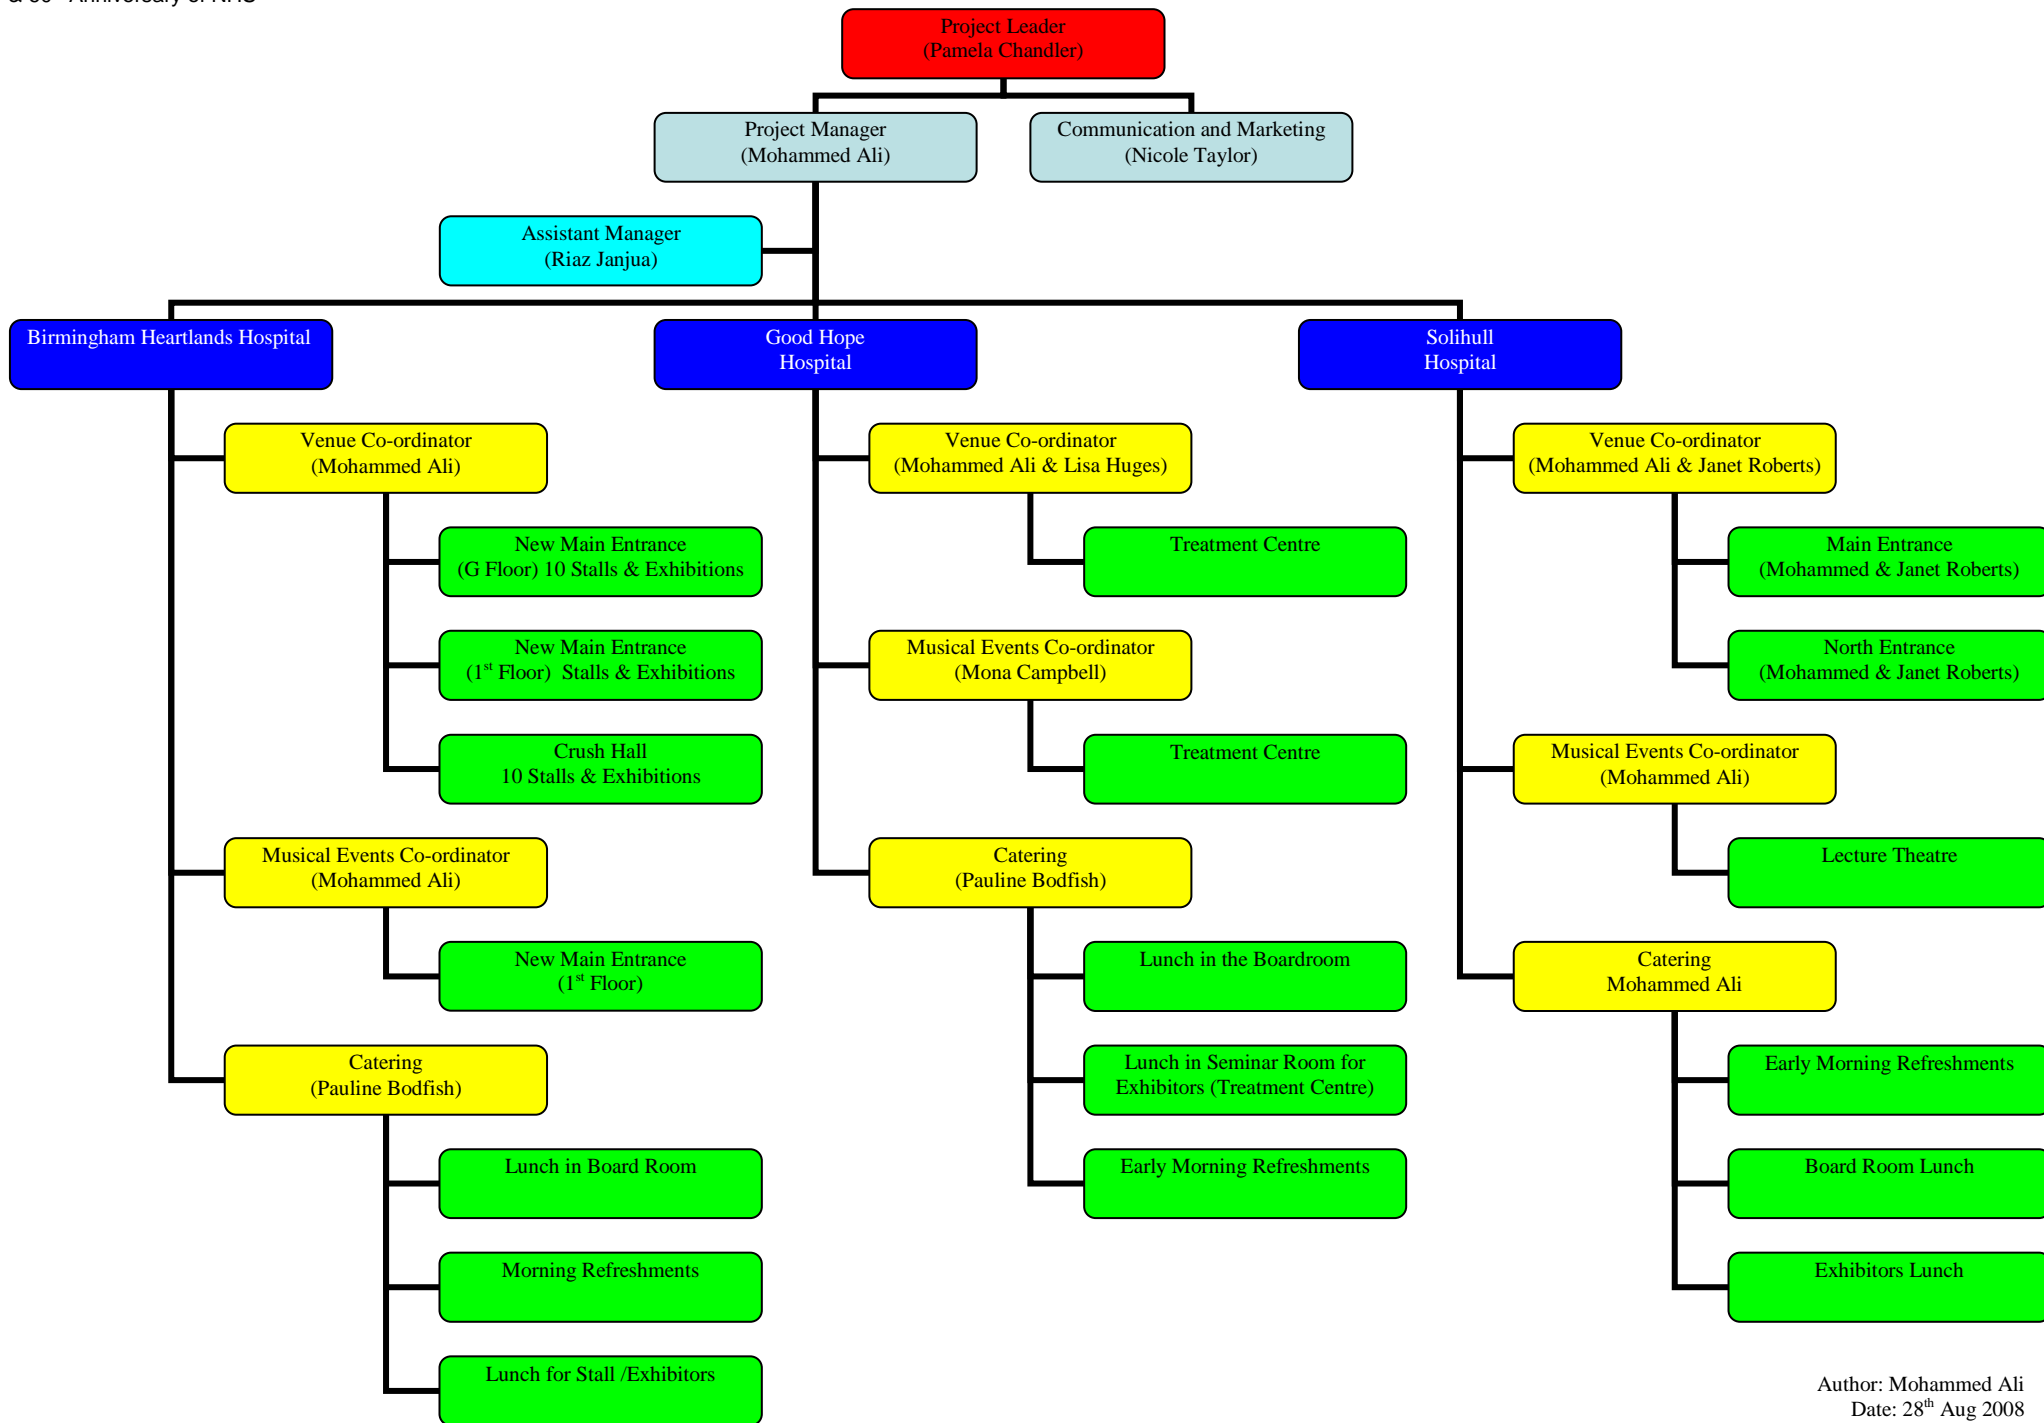 Anniversary of NHS
Project Leader
(Pamela Chandler)
Project Manager
(Mohammed Ali)
Communication and Marketing
(Nicole Taylor)
Assistant Manager
(Riaz Janjua)
Birmingham Heartlands Hospital
Good Hope
Hospital
Solihull
Hospital
Venue Co-ordinator
(Mohammed Ali)
New Main Entrance
(G Floor) 10 Stalls & Exhibitions
New Main Entrance
(1st Floor)  Stalls & Exhibitions
Crush Hall
10 Stalls & Exhibitions
Musical Events Co-ordinator
(Mohammed Ali)
New Main Entrance
(1st Floor)
Catering
(Pauline Bodfish)
Lunch in Board Room
Morning Refreshments
Lunch for Stall /Exhibitors
Venue Co-ordinator
(Mohammed Ali & Lisa Huges)
Treatment Centre
Musical Events Co-ordinator
(Mona Campbell)
Treatment Centre
Catering
(Pauline Bodfish)
Lunch in the Boardroom
Lunch in Seminar Room for
Exhibitors (Treatment Centre)
Early Morning Refreshments
Venue Co-ordinator
(Mohammed Ali & Janet Roberts)
Main Entrance
(Mohammed & Janet Roberts)
North Entrance
(Mohammed & Janet Roberts)
Musical Events Co-ordinator
(Mohammed Ali)
Lecture Theatre
Catering
Mohammed Ali
Early Morning Refreshments
Board Room Lunch
Exhibitors Lunch
Author: Mohammed Ali
Date: 28th Aug 2008